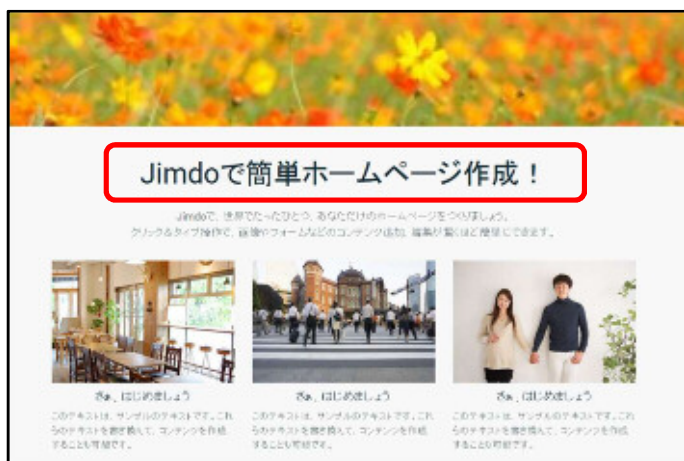 Jimdoで簡単ホームページ作成！
Jimdoで、世界でたったひとつ、あなただけのホームページをつくりましょう。
クリック&タイプ操作で、画像やフォームなどのコンテンツ追加、編集が驚くほど簡単にできます。
さぁ、はじめましょう
さぁ、はじめましょう
さぁ、はじめましょう
このテキストは、サンプルのテキストです。これ
らのテキストを書き換えて、コンテンツを作成
することも可能です。
このテキストは、サンプルのテキストです。これ
らのテキストを書き換えて、コンテンツを作成
することも可能です。
このテキストは、サンプルのテキストです。これ
らのテキストを書き換えて、コンテンツを作成
することも可能です。